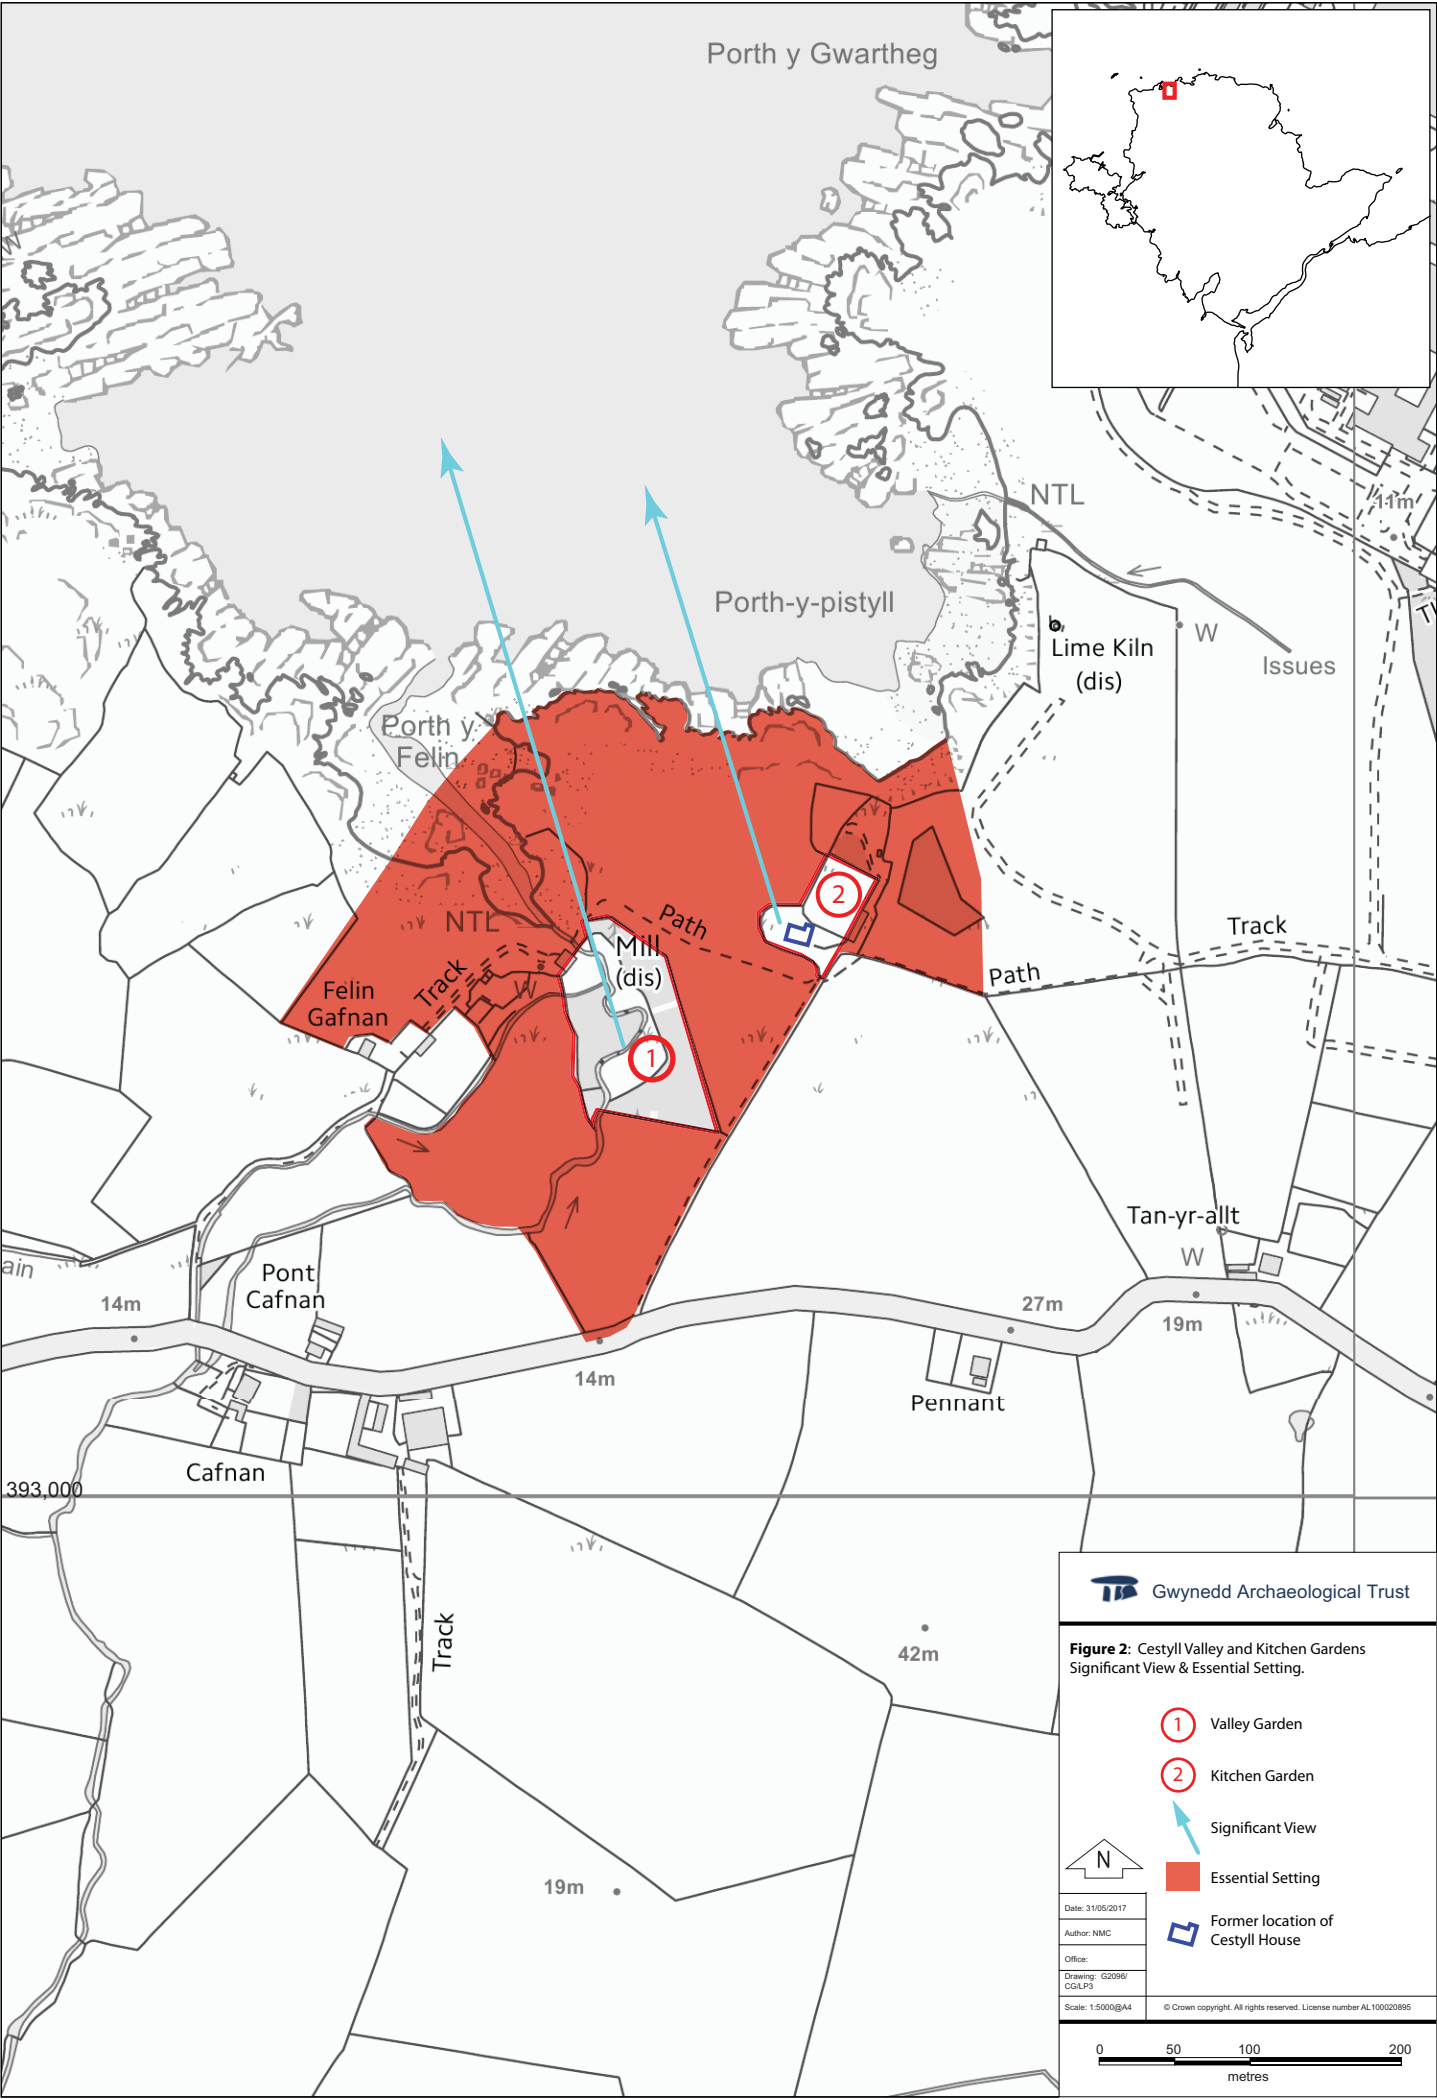 Porth y Gwartheg
W
NTL
11m
Porth-y-pistyll
W
Lime Kiln
(dis)
Issues
Porth y
Felin
2
NTL
Path
Track
Mill
(dis)
Track
Path
W
Felin
Gafnan
1
Tan-yr-allt
W
ain
Pont
Cafnan
14m
27m
19m
14m
Pennant
Cafnan
393,000
Track
42m
19m
Gwynedd Archaeological Trust
Figure 2: Cestyll Valley and Kitchen Gardens
Significant View & Essential Setting.
1 Valley Garden
2 Kitchen Garden
Significant View
N
Essential Setting
Former location of
Cestyll House
Date: 31/05/2017
Author: NMC
Office:
Drawing: G2096/
CG/LP3
Scale: 1:5000@A4
© Crown copyright. All rights reserved. License number AL100020895
0 50 100 200
metres